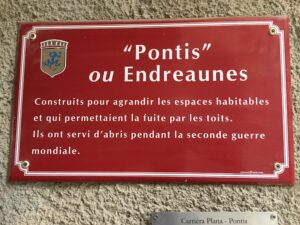 “Pontis”
ou Endreaunes
Construits pour agrandir les espaces habitables
et qui permettaient la fuite par les toits.
Ils ont servi d'abris pendant la seconde guerre
mondiale.
Carrièra Plana - Pontis